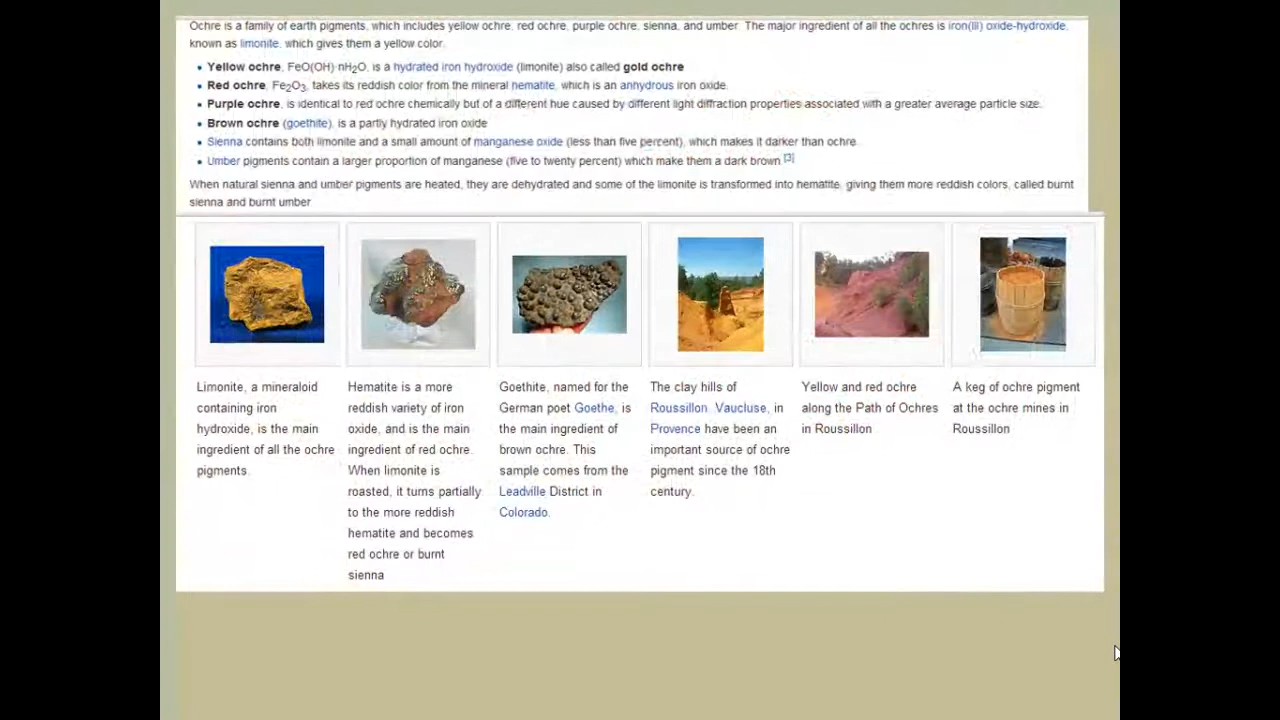 Ochre is a family of earth pigments, which includes yellow ochre, red ochre, purple ochre, sienna, and umber. The major ingredient of all the ochres is iron(III) oxide-hydroxide,
known as limonite, which gives them a yellow color.
• Yellow ochre, FeO(OH)·nH2O, is a hydrated iron hydroxide (limonite) also called gold ochre
• Red ochre, Fe2O3, takes its reddish color from the mineral hematite, which is an anhydrous iron oxide.
• Purple ochre, is identical to red ochre chemically but of a different hue caused by different light diffraction properties associated with a greater average particle size.
• Brown ochre (goethite), is a partly hydrated iron oxide
• Sienna contains both limonite and a small amount of manganese oxide (less than five percent), which makes it darker than ochre.
• Umber pigments contain a larger proportion of manganese (five to twenty percent) which make them a dark brown.[3]
When natural sienna and umber pigments are heated, they are dehydrated and some of the limonite is transformed into hematite, giving them more reddish colors, called burnt
sienna and burnt umber
Limonite, a mineraloid
containing iron
hydroxide, is the main
ingredient of all the ochre
pigments.
Hematite is a more
reddish variety of iron
oxide, and is the main
ingredient of red ochre.
When limonite is
roasted, it turns partially
to the more reddish
hematite and becomes
red ochre or burnt
sienna
Goethite, named for the
German poet Goethe, is
the main ingredient of
brown ochre. This
sample comes from the
Leadville District in
Colorado.
The clay hills of
Roussillon, Vaucluse, in
Provence have been an
important source of ochre
pigment since the 18th
century.
Yellow and red ochre
along the Path of Ochres
in Roussillon
A keg of ochre pigment
at the ochre mines in
Roussillon